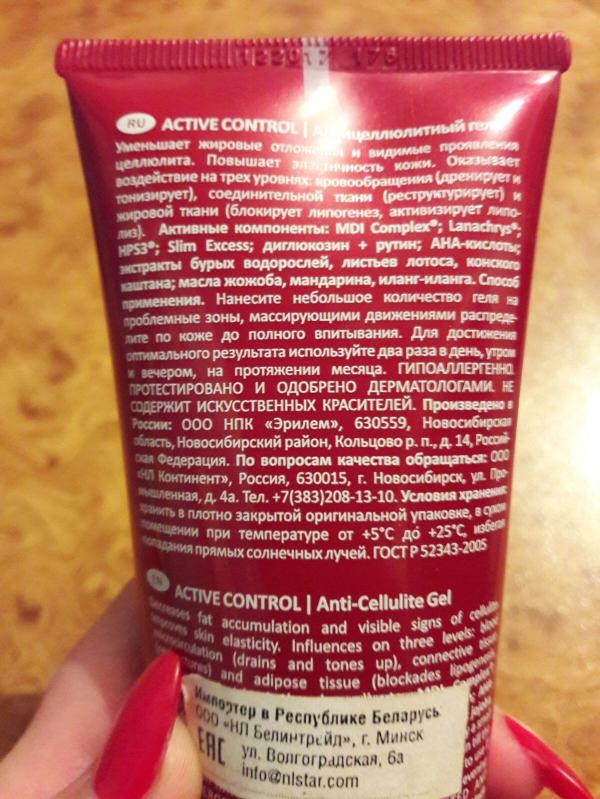 122017 176
RU ACTIVE CONTROL | Антицеллюлитный гель
Уменьшает жировые отложения и видимые проявления
целлюлита. Повышает эластичность кожи. Оказывает
воздействие на трех уровнях: кровообращения (дренирует и
тонизирует), соединительной ткани (реструктурирует) и
жировой ткани (блокирует липогенез, активизирует липо-
лиз). Активные компоненты: MDI Complex®; Lanachrys®;
HPS3®; Slim Excess; диглюкозин + рутин; АНА-кислоты;
экстракты бурых водорослей, листьев лотоса, конского
каштана; масла жожоба, мандарина, иланг-иланга. Способ
применения. Нанесите небольшое количество геля на
проблемные зоны, массирующими движениями распреде-
лите по коже до полного впитывания. Для достижения
оптимального результата используйте два раза в день, утром
и вечером, на протяжении месяца. ГИПОАЛЛЕРГЕННО.
ПРОТЕСТИРОВАНО И ОДОБРЕНО ДЕРМАТОЛОГАМИ. НЕ
СОДЕРЖИТ ИСКУССТВЕННЫХ КРАСИТЕЛЕЙ. Произведено в
России: ООО НПК «Эрилем», 630559, Новосибирская
область, Новосибирский район, Кольцово р. п., д. 14, Россий-
ская Федерация. По вопросам качества обращаться: ООО
«НЛ Континент», Россия, 630015, г. Новосибирск, ул. Про-
мышленная, д. 4а. Тел. +7(383)208-13-10. Условия хранения:
хранить в плотно закрытой оригинальной упаковке, в сухом
помещении при температуре от +5°С до +25°С, избегая
попадания прямых солнечных лучей. ГОСТ Р 52343-2005
EN ACTIVE CONTROL | Anti-Cellulite Gel
Decreases fat accumulation and visible signs of cellulite
improves skin elasticity. Influences on three levels: blood
microcirculation (drains and tones up), connective tissue
and adipose tissue (blockades lipogenesis
Импортер в Республике Беларусь
ООО «НЛ Белинтрейд», г. Минск
EAC ул. Волгоградская, 6а
info@nlstar.com